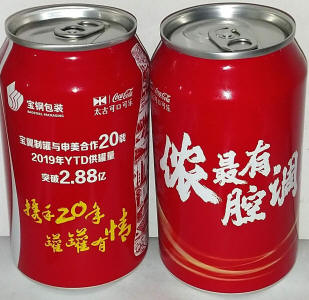 宝钢包装
BAOSTEEL PACKAGING
Coca-Cola
太古可口可乐
宝翼制罐与申美合作20载
2019年YTD供罐量
突破2.88亿
携手20年
罐罐有情
侬最有
腔调